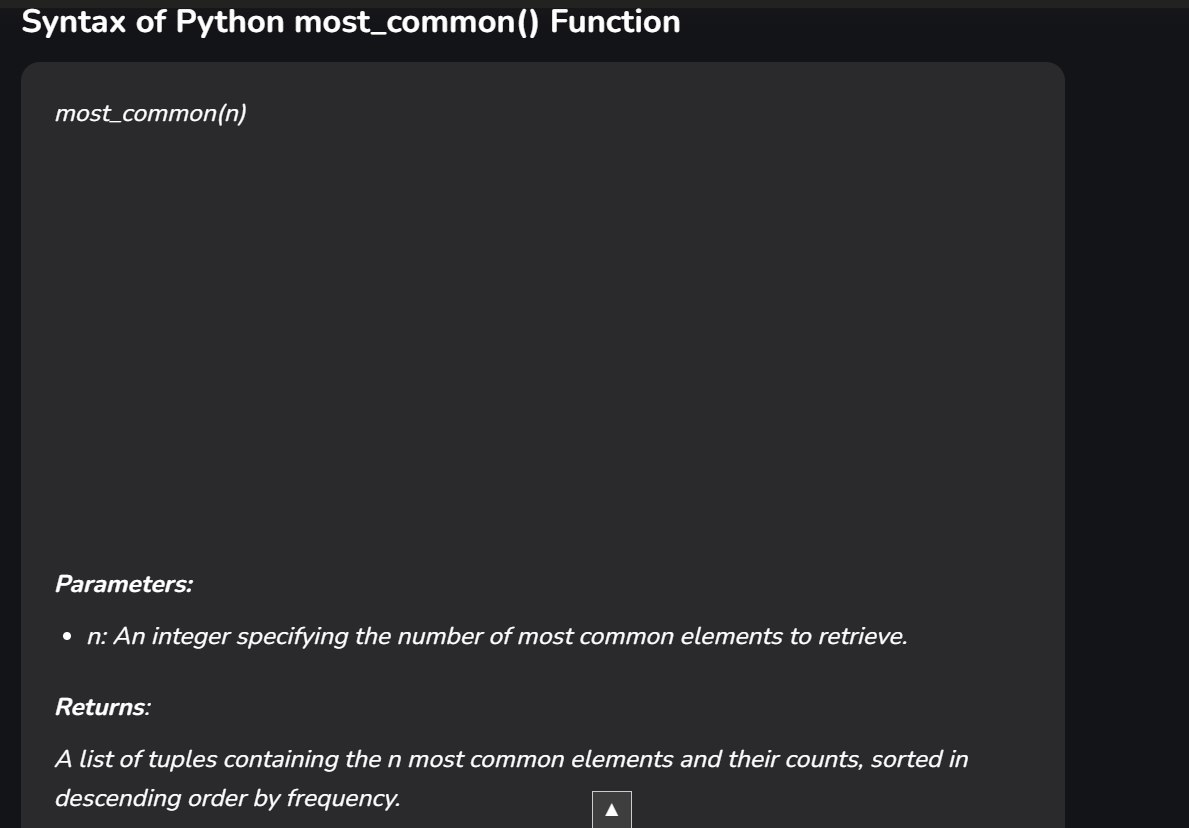 Syntax of Python most_common() Function
most_common(n)
Parameters:
• n: An integer specifying the number of most common elements to retrieve.
Returns:
A list of tuples containing the n most common elements and their counts, sorted in
descending order by frequency.